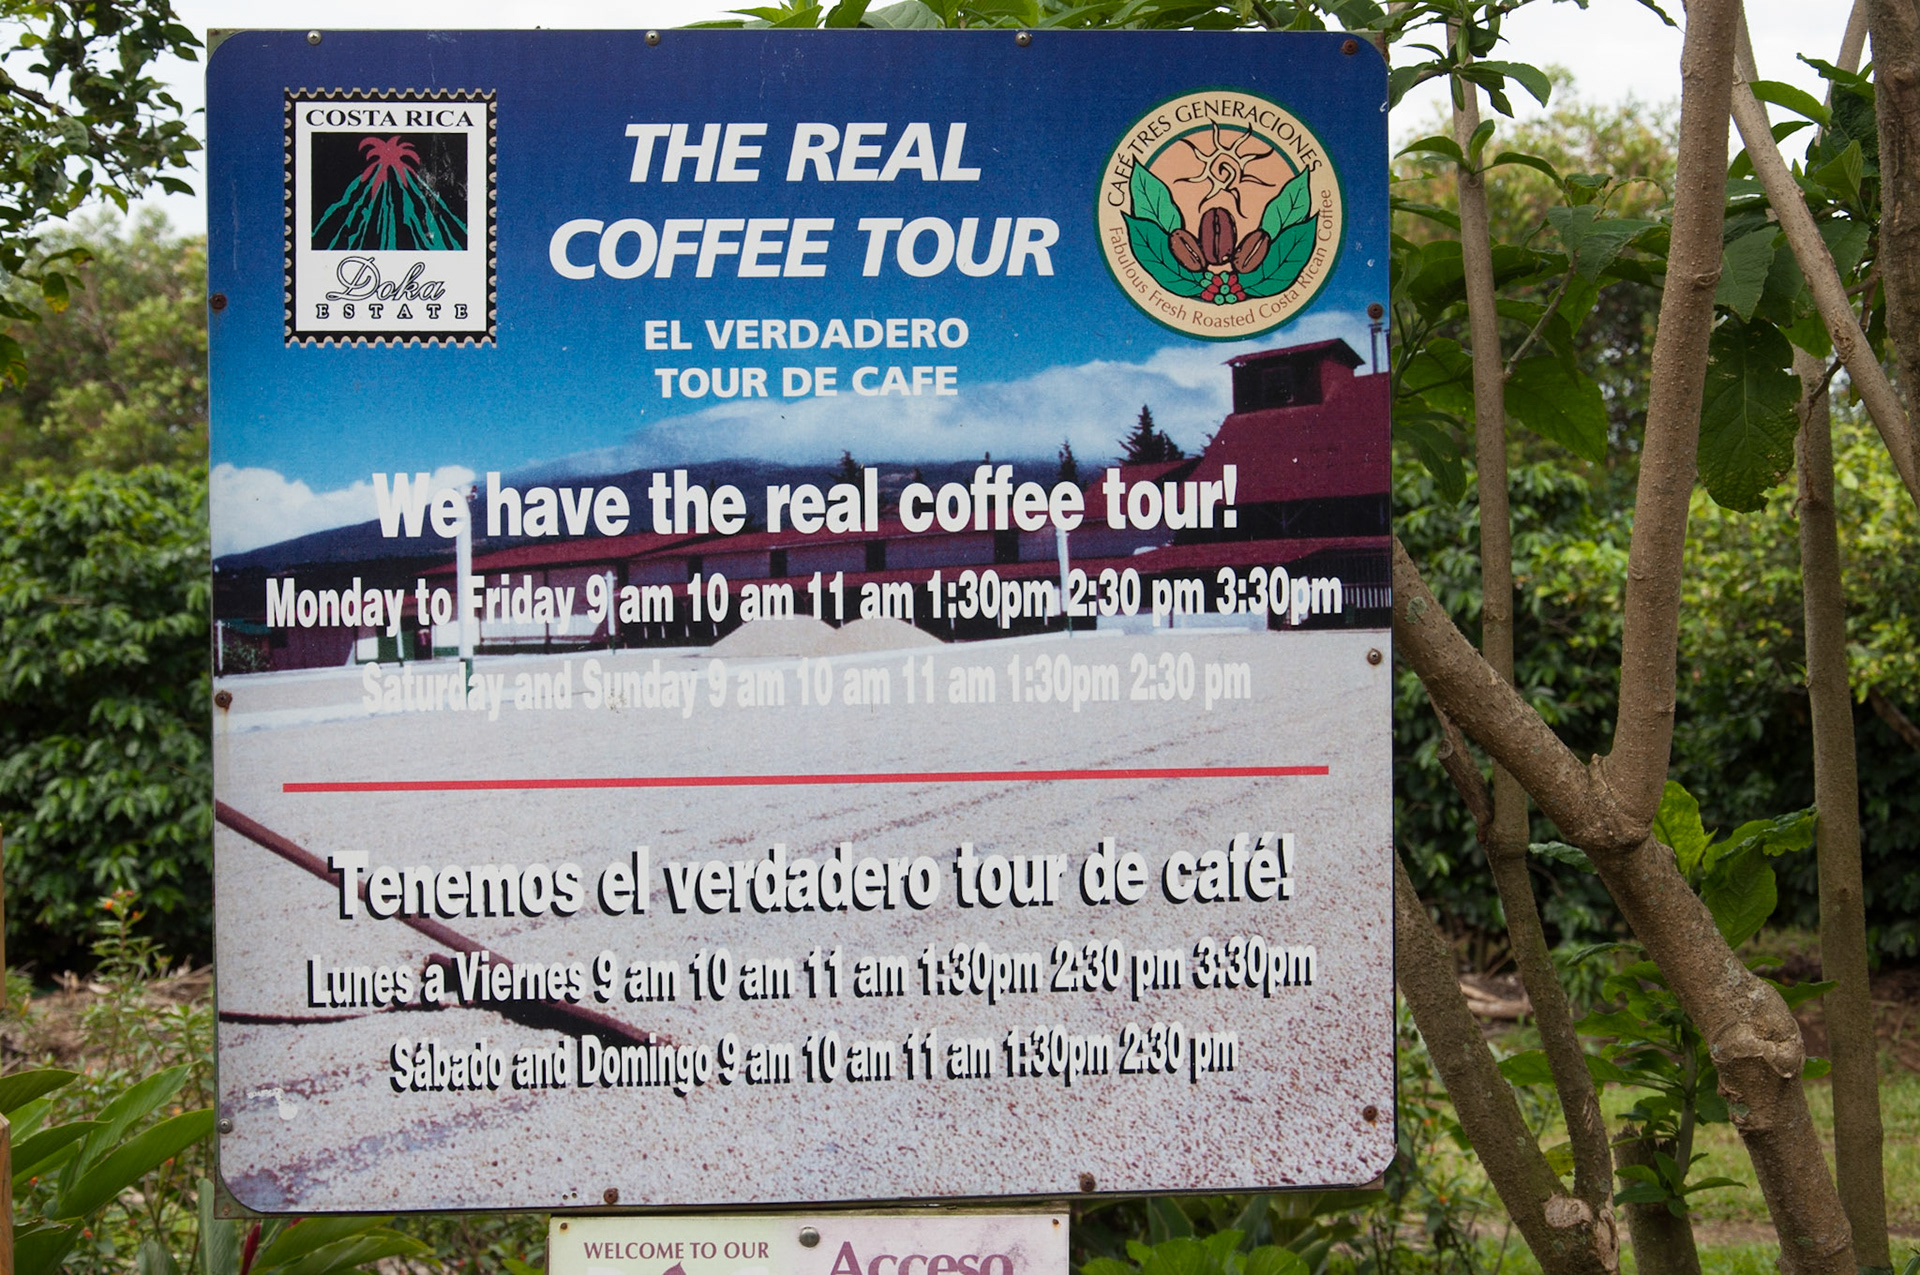 COSTA RICA
Doka
ESTATE
THE REAL
COFFEE TOUR
EL VERDADERO
TOUR DE CAFE
CAFÉ TRES GENERACIONES
Fabulous Fresh Roasted Costa Rican Coffee
We have the real coffee tour!
Monday to Friday 9 am 10 am 11 am 1:30pm 2:30 pm 3:30pm
Saturday and Sunday 9 am 10 am 11 am 1:30pm 2:30 pm
Tenemos el verdadero tour de café!
Lunes a Viernes 9 am 10 am 11 am 1:30pm 2:30 pm 3:30pm
Sábado and Domingo 9 am 10 am 11 am 1:30pm 2:30 pm
WELCOME TO OUR
Acceso